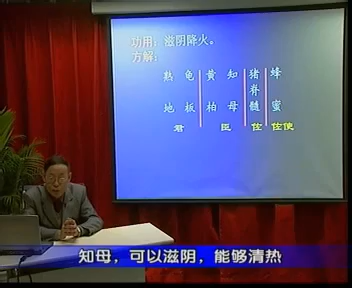 功用：滋阴降火。
方解：
熟 龟 黄 知 猪 蜂
脊
地 板 柏 母 髓 蜜
君 臣 佐 佐使
知母，可以滋阴，能够清热